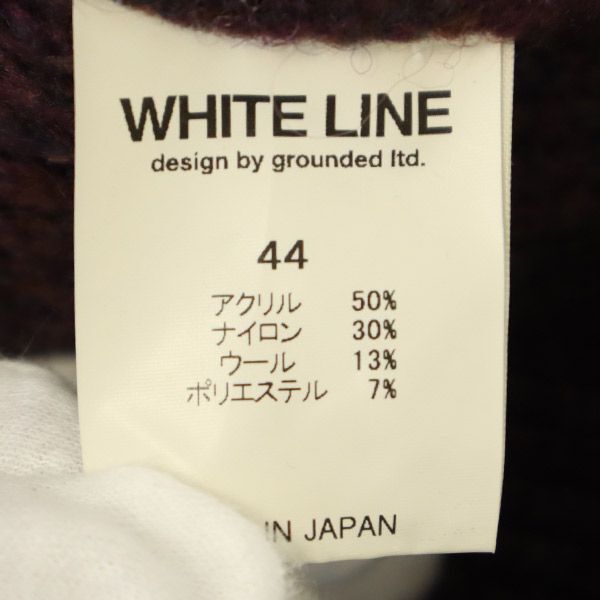 WHITE LINE
design by grounded ltd.
44
アクリル 50%
ナイロン 30%
ウール 13%
ポリエステル 7%
IN JAPAN